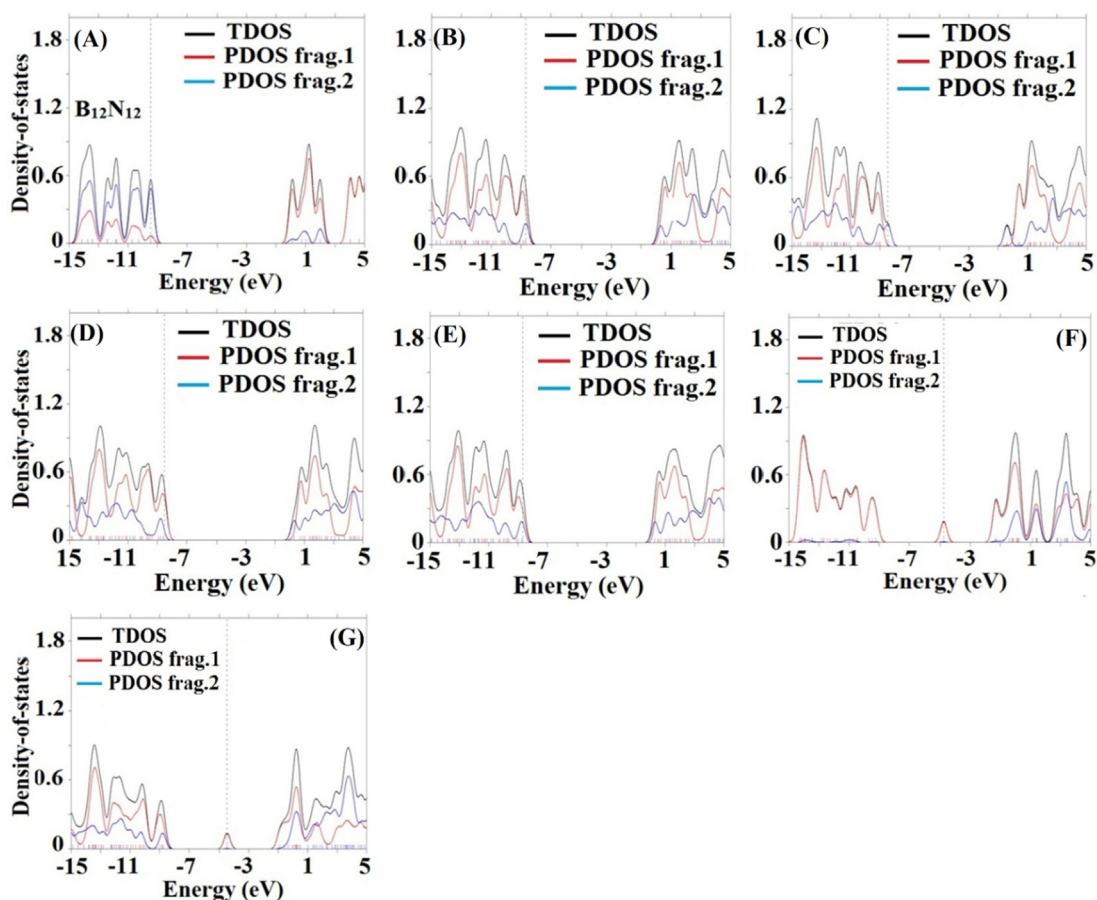 (A)
TDOS
PDOS frag.1
PDOS frag.2
B₁₂N₁₂
Density-of-states
1.8
1.2
0.6
0
-15 -11 -7 -3 1 5
Energy (eV)
(B)
TDOS
PDOS frag.1
PDOS frag.2
1.8
1.2
0.6
0
-15 -11 -7 -3 1 5
Energy (eV)
(C)
TDOS
PDOS frag.1
PDOS frag.2
1.8
1.2
0.6
0
-15 -11 -7 -3 1 5
Energy (eV)
(D)
TDOS
PDOS frag.1
PDOS frag.2
Density-of-states
1.8
1.2
0.6
0
-15 -11 -7 -3 1 5
Energy (eV)
(E)
TDOS
PDOS frag.1
PDOS frag.2
1.8
1.2
0.6
0
-15 -11 -7 -3 1 5
Energy (eV)
(F)
TDOS
PDOS frag.1
PDOS frag.2
1.8
1.2
0.6
0
-15 -11 -7 -3 1 5
Energy (eV)
(G)
TDOS
PDOS frag.1
PDOS frag.2
Density-of-states
1.8
1.2
0.6
0
-15 -11 -7 -3 1 5
Energy (eV)